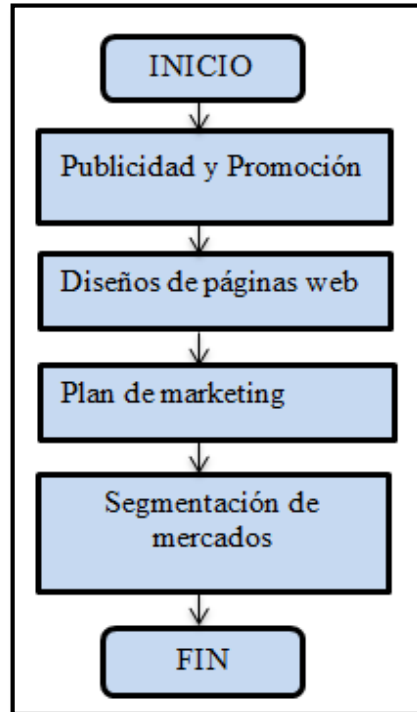 INICIO
Publicidad y Promoción
Diseños de páginas web
Plan de marketing
Segmentación de
mercados
FIN